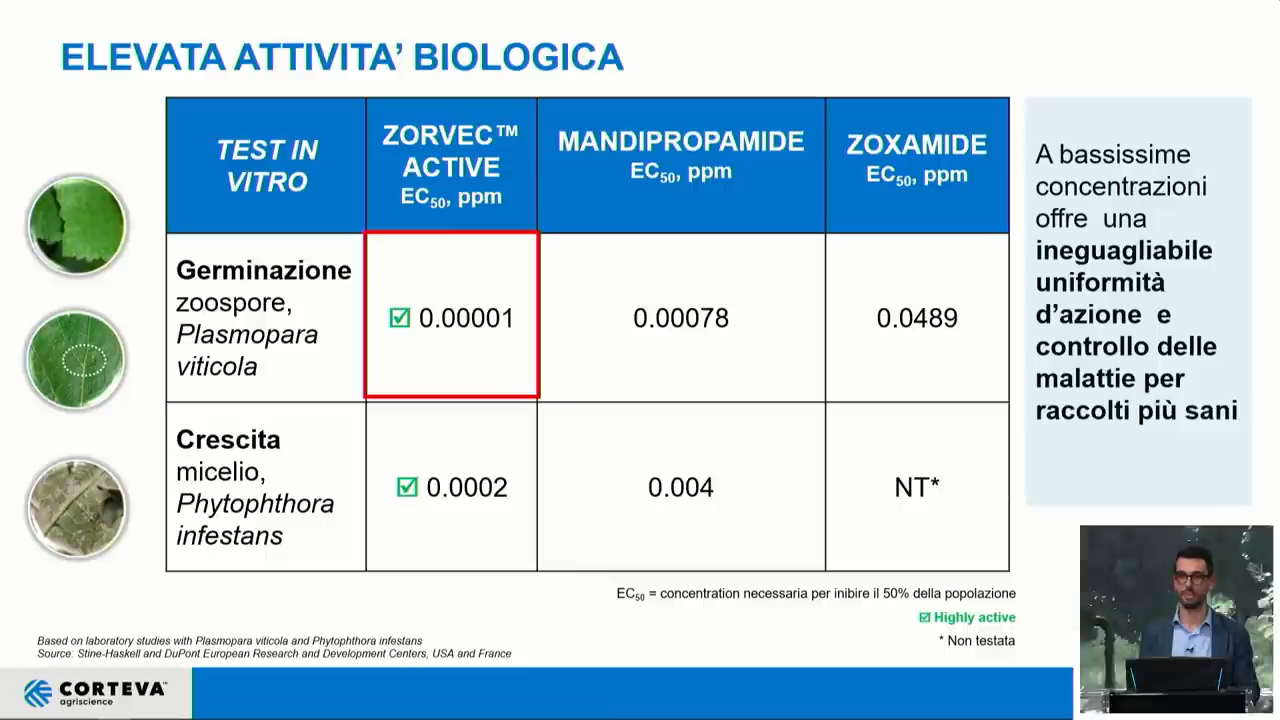 ELEVATA ATTIVITA’ BIOLOGICA
TEST IN
VITRO
ZORVEC™
ACTIVE
EC50, ppm
MANDIPROPAMIDE
EC50, ppm
ZOXAMIDE
EC50, ppm
Germinazione
zoospore,
Plasmopara
viticola
☑ 0.00001
0.00078
0.0489
Crescita
micelio,
Phytophthora
infestans
☑ 0.0002
0.004
NT*
A bassissime
concentrazioni
offre una
ineguagliabile
uniformità
d’azione e
controllo delle
malattie per
raccolti più sani
EC50 = concentration necessaria per inibire il 50% della popolazione
☑ Highly active
* Non testata
Based on laboratory studies with Plasmopara viticola and Phytophthora infestans
Source: Stine-Haskell and DuPont European Research and Development Centers, USA and France
CORTEVA™
agriscience